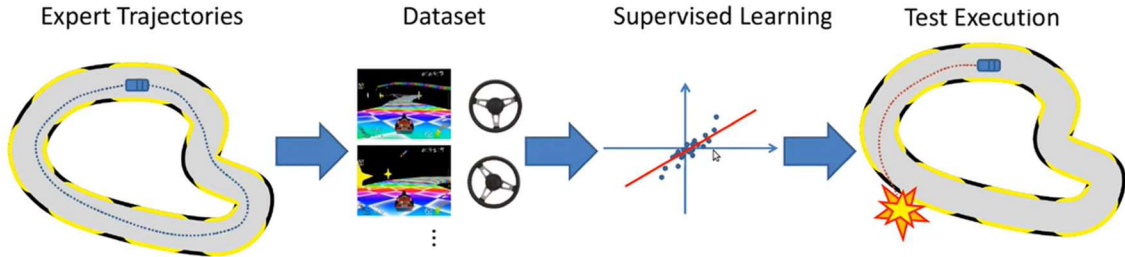 Expert Trajectories
Dataset
Supervised Learning
Test Execution